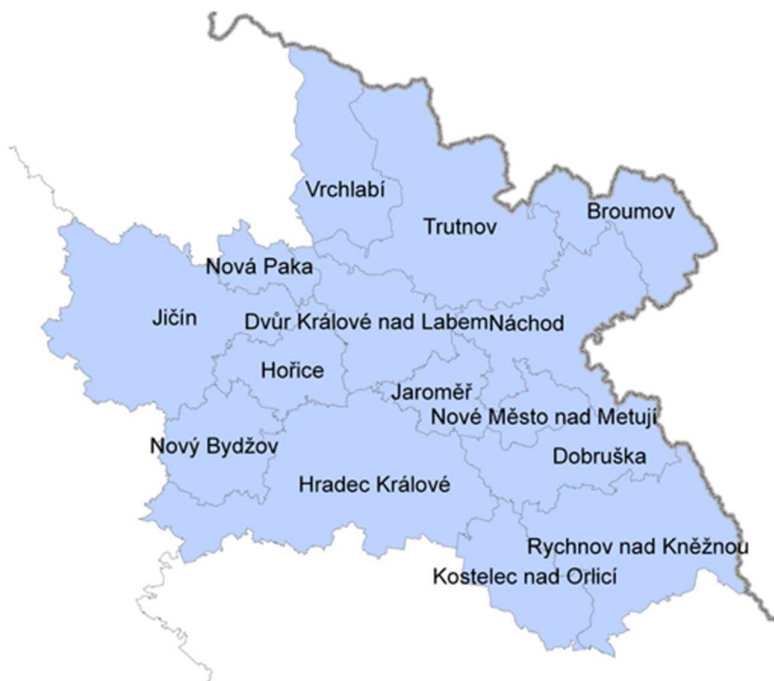 Vrchlabí
Broumov
Trutnov
Nová Paka
Jičín
Dvůr Králové nad Labem
Náchod
Hořice
Jaroměř
Nové Město nad Metují
Nový Bydžov
Dobruška
Hradec Králové
Rychnov nad Kněžnou
Kostelec nad Orlicí